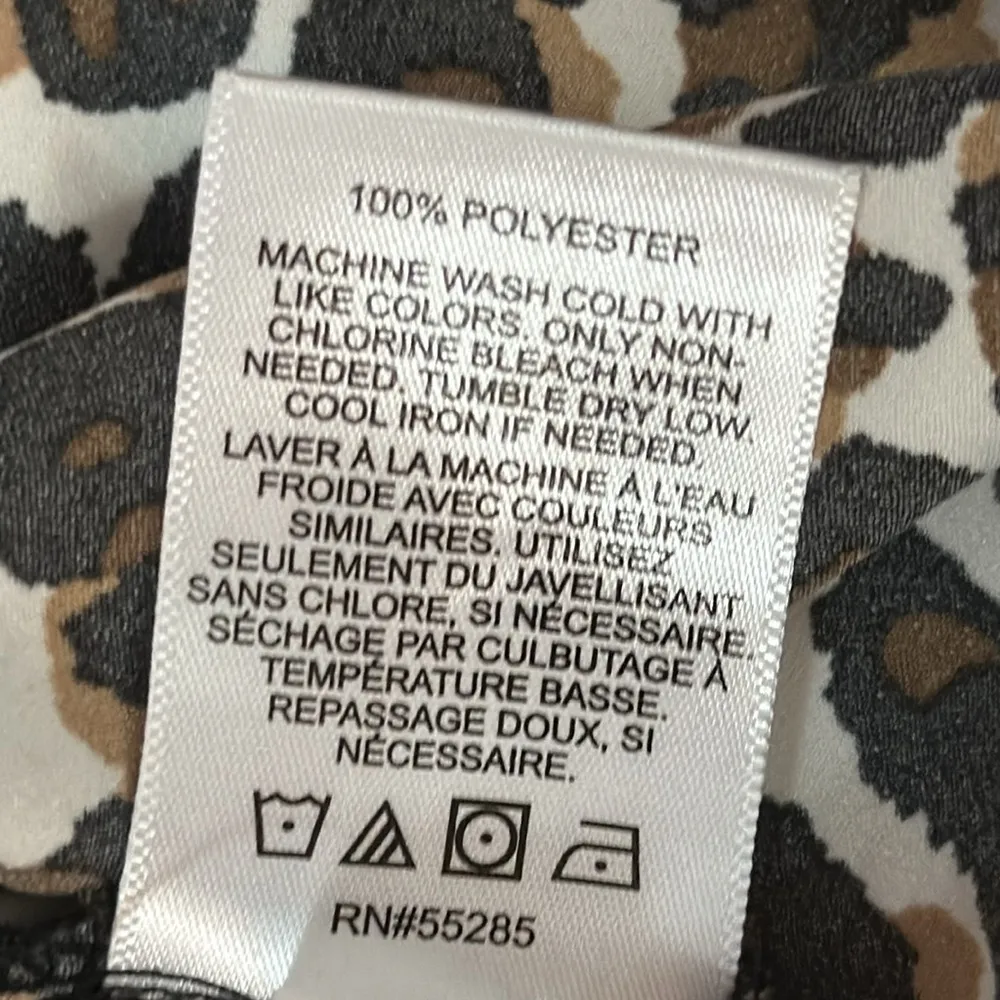 100% POLYESTER
MACHINE WASH COLD WITH
LIKE COLORS. ONLY NON-
CHLORINE BLEACH WHEN
NEEDED. TUMBLE DRY LOW.
COOL IRON IF NEEDED.
LAVER À LA MACHINE À L'EAU
FROIDE AVEC COULEURS
SIMILAIRES. UTILISEZ
SEULEMENT DU JAVELLISANT
SANS CHLORE, SI NÉCESSAIRE.
SÉCHAGE PAR CULBUTAGE À
TEMPÉRATURE BASSE.
REPASSAGE DOUX, SI
NÉCESSAIRE.
RN#55285